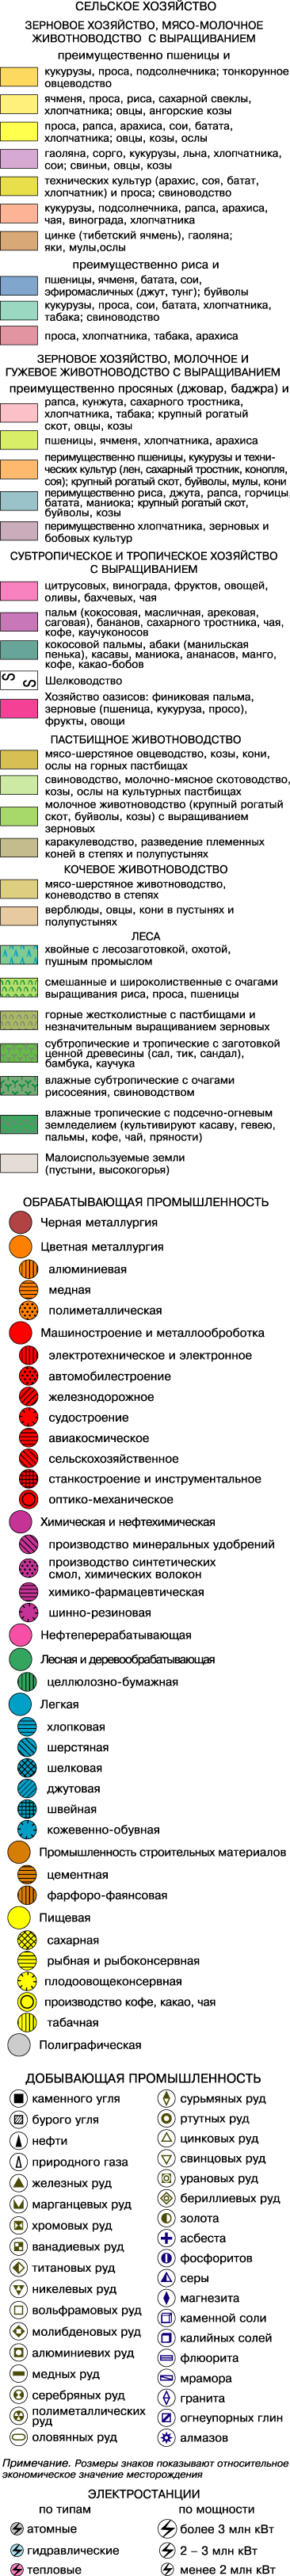 СЕЛЬСКОЕ ХОЗЯЙСТВО
ЗЕРНОВОЕ ХОЗЯЙСТВО, МЯСО-МОЛОЧНОЕ
ЖИВОТНОВОДСТВО С ВЫРАЩИВАНИЕМ
преимущественно пшеницы и
кукурузы, проса, подсолнечника; тонкорунное
овцеводство
ячменя, проса, риса, сахарной свеклы,
хлопчатника; овцы, ангорские козы
проса, рапса, арахиса, сои, батата,
хлопчатника; овцы, козы, ослы
гаоляна, сорго, кукурузы, льна, хлопчатника,
сои; свиньи, овцы, козы
технических культур (арахис, соя, батат,
хлопчатник) и проса; свиноводство
кукурузы, подсолнечника, рапса, арахиса,
чая, винограда, хлопчатника
цинке (тибетский ячмень), гаоляна;
яки, мулы,ослы
преимущественно риса и
пшеницы, ячменя, батата, сои,
эфиромасличных (джут, тунг); буйволы
кукурузы, проса, сои, батата, хлопчатника,
табака; свиноводство
проса, хлопчатника, табака, арахиса
ЗЕРНОВОЕ ХОЗЯЙСТВО, МОЛОЧНОЕ И
ГУЖЕВОЕ ЖИВОТНОВОДСТВО С ВЫРАЩИВАНИЕМ
преимущественно просяных (джовар, баджра) и
рапса, кунжута, сахарного тростника,
хлопчатника, табака; крупный рогатый
скот, овцы, козы
пшеницы, ячменя, хлопчатника, арахиса
перимущественно пшеницы, кукурузы и техни-
ческих культур (лен, сахарный тростник, конопля,
соя); крупный рогатый скот, буйволы, мулы, кони
перимущественно риса, джута, рапса, горчицы,
батата, маниока; крупный рогатый скот,
буйволы, козы
перимущественно хлопчатника, зерновых и
бобовых культур
СУБТРОПИЧЕСКОЕ И ТРОПИЧЕСКОЕ ХОЗЯЙСТВО
С ВЫРАЩИВАНИЕМ
цитрусовых, винограда, фруктов, овощей,
оливы, бахчевых, чая
пальм (кокосовая, масличная, арековая,
саговая), бананов, сахарного тростника, чая,
кофе, каучуконосов
кокосовой пальмы, абаки (манильская
пенька), касавы, маниока, ананасов, манго,
кофе, какао-бобов
S S Шелководство
Хозяйство оазисов: финиковая пальма,
зерновые (пшеница, кукуруза, просо),
фрукты, овощи
ПАСТБИЩНОЕ ЖИВОТНОВОДСТВО
мясо-шерстяное овцеводство, козы, кони,
ослы на горных пастбищах
свиноводство, молочно-мясное скотоводство,
козы, ослы на культурных пастбищах
молочное животноводство (крупный рогатый
скот, буйволы, козы) с выращиванием
зерновых
каракулеводство, разведение племенных
коней в степях и полупустынях
КОЧЕВОЕ ЖИВОТНОВОДСТВО
мясо-шерстяное животноводство,
коневодство в степях
верблюды, овцы, кони в пустынях и
полупустынях
ЛЕСА
хвойные с лесозаготовкой, охотой,
пушным промыслом
смешанные и широколиственные с очагами
выращивания риса, проса, пшеницы
горные жестколистные с пастбищами и
незначительным выращиванием зерновых
субтропические и тропические с заготовкой
ценной древесины (сал, тик, сандал),
бамбука, каучука
влажные субтропические с очагами
рисосеяния, свиноводством
влажные тропические с подсечно-огневым
земледелием (культивируют касаву, гевею,
пальмы, кофе, чай, пряности)
Малоиспользуемые земли
(пустыни, высокогорья)
ОБРАБАТЫВАЮЩАЯ ПРОМЫШЛЕННОСТЬ
Черная металлургия
Цветная металлургия
алюминиевая
медная
полиметаллическая
Машиностроение и металлообработка
электротехническое и электронное
автомобилестроение
железнодорожное
судостроение
авиакосмическое
сельскохозяйственное
станкостроение и инструментальное
оптико-механическое
Химическая и нефтехимическая
производство минеральных удобрений
производство синтетических
смол, химических волокон
химико-фармацевтическая
шинно-резиновая
Нефтеперерабатывающая
Лесная и деревообрабатывающая
целлюлозно-бумажная
Легкая
хлопковая
шерстяная
шелковая
джутовая
швейная
кожевенно-обувная
Промышленность строительных материалов
цементная
фарфоро-фаянсовая
Пищевая
сахарная
рыбная и рыбоконсервная
плодоовощеконсервная
производство кофе, какао, чая
табачная
Полиграфическая
ДОБЫВАЮЩАЯ ПРОМЫШЛЕННОСТЬ
каменного угля
бурого угля
нефти
природного газа
железных руд
марганцевых руд
хромовых руд
ванадиевых руд
титановых руд
никелевых руд
вольфрамовых руд
молибденовых руд
алюминиевих руд
медных руд
серебряных руд
полиметаллических
руд
оловянных руд
сурьмяных руд
ртутных руд
цинковых руд
свинцовых руд
урановых руд
бериллиевых руд
золота
асбеста
фосфоритов
серы
магнезита
каменной соли
калийных солей
флюорита
мрамора
гранита
огнеупорных глин
алмазов
Примечание. Розмеры знаков показывают относительное
экономическое значение месторождения
ЭЛЕКТРОСТАНЦИИ
по типам
атомные
гидравлические
тепловые
по мощности
более 3 млн кВт
2 – 3 млн кВт
менее 2 млн кВт